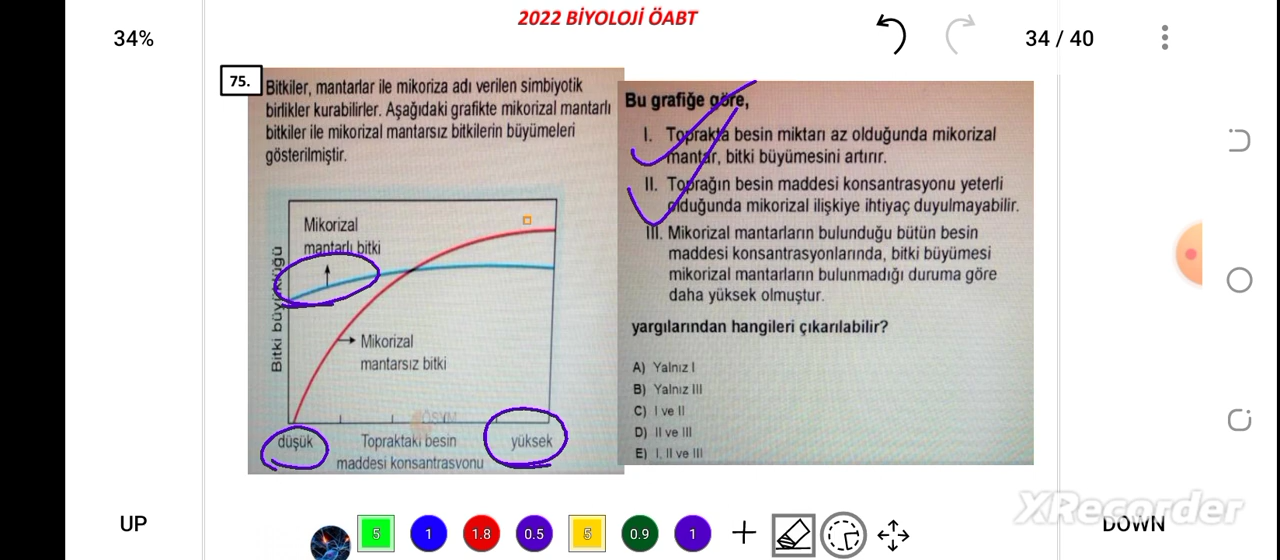 2022 BİYOLOJİ ÖABT
34%
34 / 40
75.
Bitkiler, mantarlar ile mikoriza adı verilen simbiyotik
birlikler kurabilirler. Aşağıdaki grafikte mikorizal mantarlı
bitkiler ile mikorizal mantarsız bitkilerin büyümeleri
gösterilmiştir.
Mikorizal
mantarlı bitki
Bitki büyüklüğü
Mikorizal
mantarsız bitki
ÖSYM
düşük
Topraktaki besin
yüksek
maddesi konsantrasyonu
Bu grafiğe göre,
I. Toprakta besin miktarı az olduğunda mikorizal
mantar, bitki büyümesini artırır.
II. Toprağın besin maddesi konsantrasyonu yeterli
olduğunda mikorizal ilişkiye ihtiyaç duyulmayabilir.
III. Mikorizal mantarların bulunduğu bütün besin
maddesi konsantrasyonlarında, bitki büyümesi
mikorizal mantarların bulunmadığı duruma göre
daha yüksek olmuştur.
yargılarından hangileri çıkarılabilir?
A) Yalnız I
B) Yalnız III
C) I ve II
D) II ve III
E) I, II ve III
XRecorder
UP
5
1
1.8
0.5
5
0.9
1
DOWN